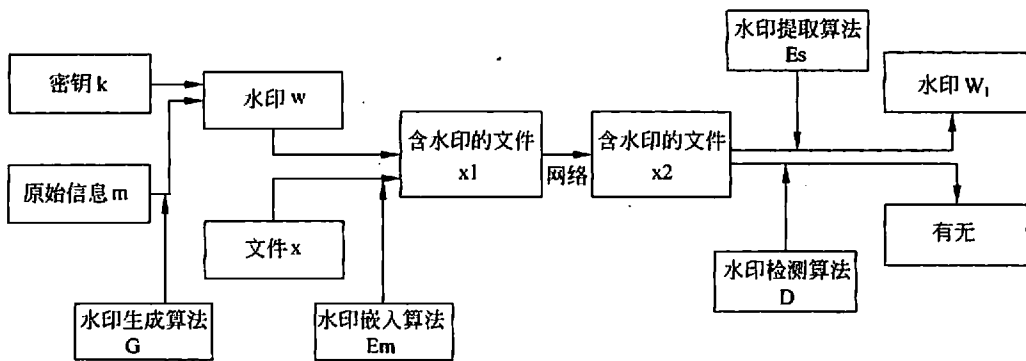 密钥 k
水印 w
原始信息 m
文件 x
水印生成算法
G
水印嵌入算法
Em
含水印的文件
x1
网络
含水印的文件
x2
水印提取算法
Es
水印检测算法
D
水印 W₁
有无